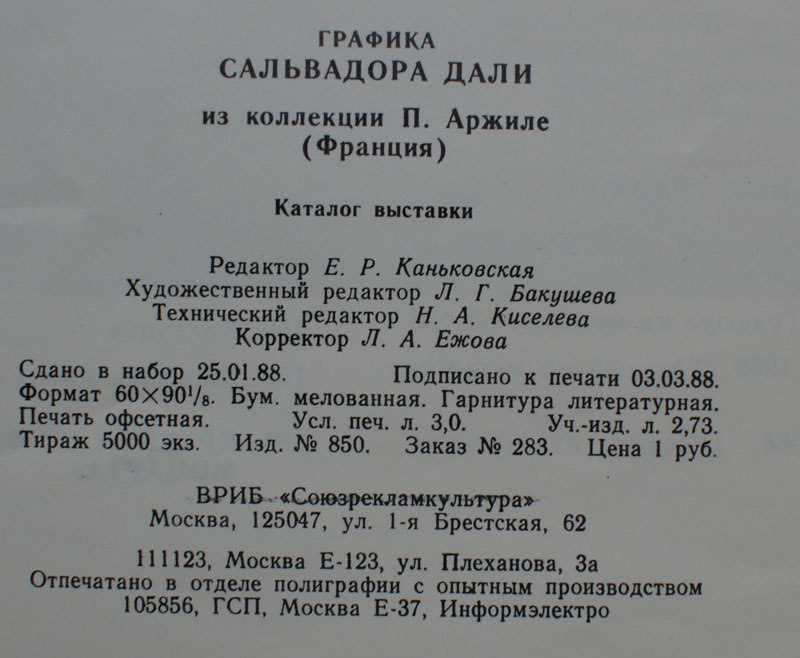 ГРАФИКА
САЛЬВАДОРА ДАЛИ
из коллекции П. Аржиле
(Франция)
Каталог выставки
Редактор Е. Р. Каньковская
Художественный редактор Л. Г. Бакушева
Технический редактор Н. А. Киселева
Корректор Л. А. Ежова
Сдано в набор 25.01.88. Подписано к печати 03.03.88.
Формат 60×90¹/₈. Бум. мелованная. Гарнитура литературная.
Печать офсетная. Усл. печ. л. 3,0. Уч.-изд. л. 2,73.
Тираж 5000 экз. Изд. № 850. Заказ № 283. Цена 1 руб.
ВРИБ «Союзрекламкультура»
Москва, 125047, ул. 1-я Брестская, 62
111123, Москва Е-123, ул. Плеханова, 3а
Отпечатано в отделе полиграфии с опытным производством
105856, ГСП, Москва Е-37, Информэлектро